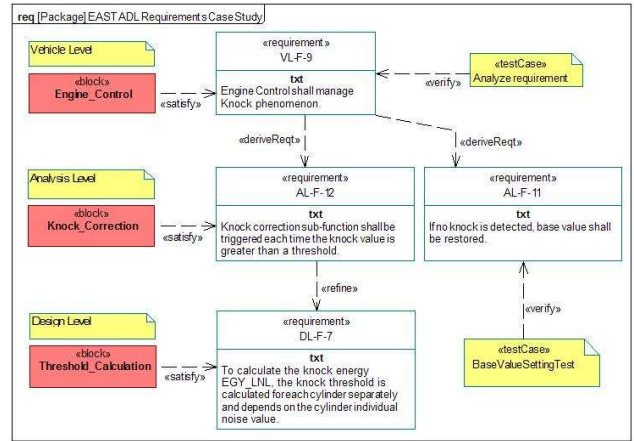 req [Package] EAST ADL Requirements Case Study
Vehicle Level
«block»
Engine_Control
«satisfy»
«requirement»
VL-F-9
txt
Engine Control shall manage
Knock phenomenon.
«testCase»
Analyze requirement
«verify»
«deriveReqt»
«deriveReqt»
Analysis Level
«block»
Knock_Correction
«satisfy»
«requirement»
AL-F-12
txt
Knock correction sub-function shall be
triggered each time the knock value is
greater than a threshold.
«requirement»
AL-F-11
txt
If no knock is detected, base value shall
be restored.
«refine»
«verify»
Design Level
«block»
Threshold_Calculation
«satisfy»
«requirement»
DL-F-7
txt
To calculate the knock energy
EGY_LNL, the knock threshold is
calculated foreach cylinder separately
and depends on the cylinder individual
noise value.
«testCase»
BaseValueSettingTest